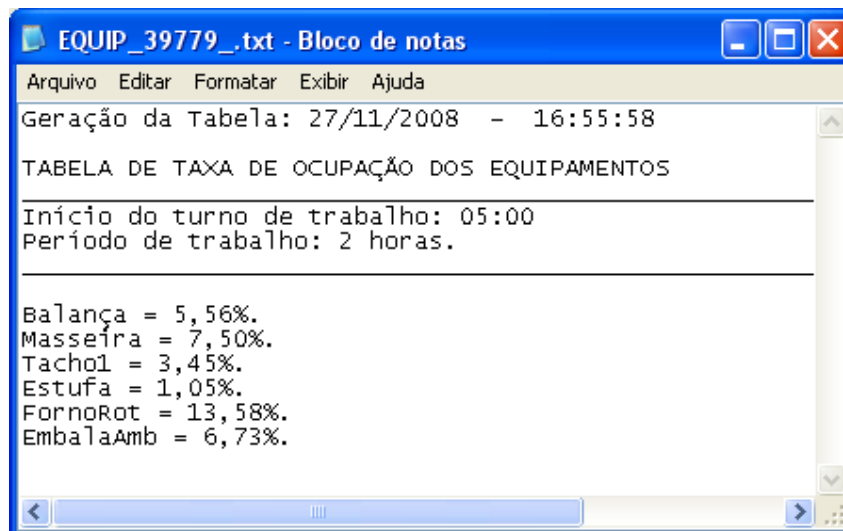 EQUIP_39779_.txt - Bloco de notas
Arquivo Editar Formatar Exibir Ajuda
Geração da Tabela: 27/11/2008 - 16:55:58
TABELA DE TAXA DE OCUPAÇÃO DOS EQUIPAMENTOS
Início do turno de trabalho: 05:00
Período de trabalho: 2 horas.
Balança = 5,56%.
Masseira = 7,50%.
Tacho1 = 3,45%.
Estufa = 1,05%.
FornoRot = 13,58%.
EmbalaAmb = 6,73%.